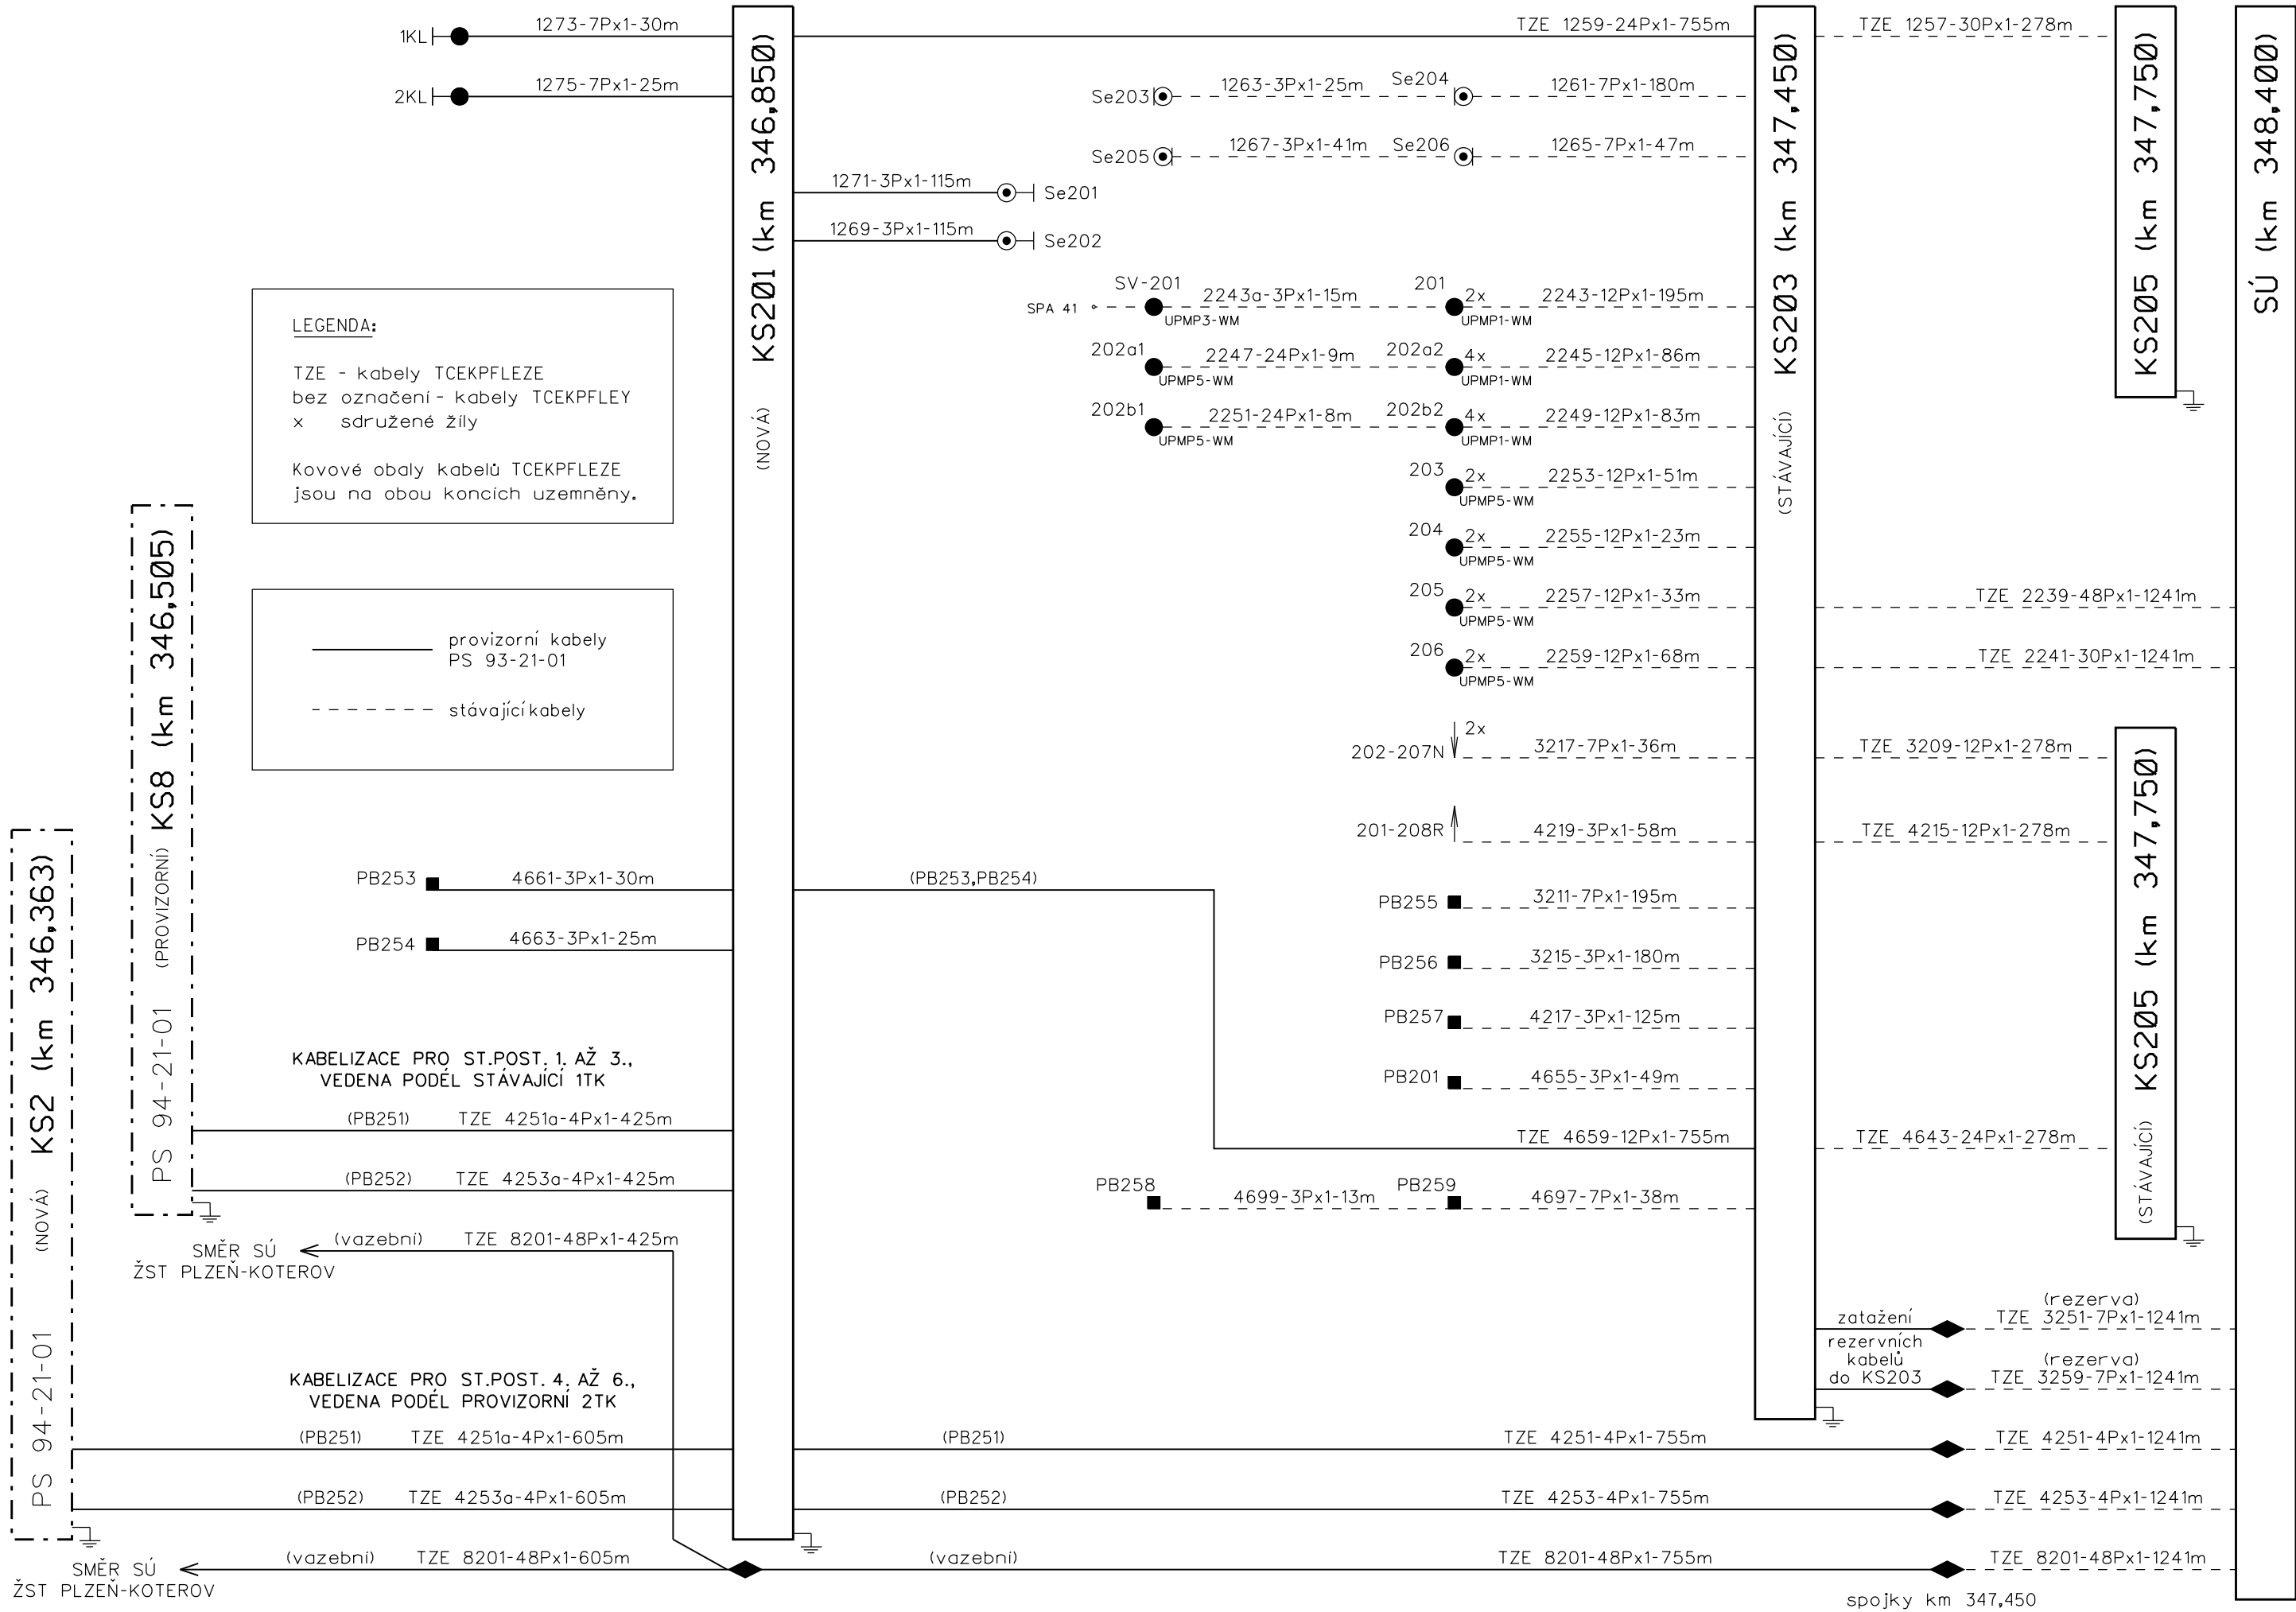 1KL
1273-7Px1-30m
2KL
1275-7Px1-25m
KS201 (km 346,850)
(NOVÁ)
TZE 1259-24Px1-755m
Se203
1263-3Px1-25m
Se204
1261-7Px1-180m
Se205
1267-3Px1-41m
Se206
1265-7Px1-47m
1271-3Px1-115m
Se201
1269-3Px1-115m
Se202
SPA 41
SV-201
UPMP3-WM
2243a-3Px1-15m
201
2x
UPMP1-WM
2243-12Px1-195m
202a1
UPMP5-WM
2247-24Px1-9m
202a2
4x
UPMP1-WM
2245-12Px1-86m
202b1
UPMP5-WM
2251-24Px1-8m
202b2
4x
UPMP1-WM
2249-12Px1-83m
203
2x
UPMP5-WM
2253-12Px1-51m
204
2x
UPMP5-WM
2255-12Px1-23m
205
2x
UPMP5-WM
2257-12Px1-33m
206
2x
UPMP5-WM
2259-12Px1-68m
202-207N
2x
3217-7Px1-36m
201-208R
4219-3Px1-58m
PB255
3211-7Px1-195m
PB256
3215-3Px1-180m
PB257
4217-3Px1-125m
PB201
4655-3Px1-49m
(PB253,PB254)
TZE 4659-12Px1-755m
PB258
4699-3Px1-13m
PB259
4697-7Px1-38m
KS203 (km 347,450)
(STÁVAJÍCÍ)
TZE 1257-30Px1-278m
KS205 (km 347,750)
SÚ (km 348,400)
TZE 2239-48Px1-1241m
TZE 2241-30Px1-1241m
TZE 3209-12Px1-278m
TZE 4215-12Px1-278m
TZE 4643-24Px1-278m
KS205 (km 347,750)
(STÁVAJÍCÍ)
zatažení
rezervních
kabelů
do KS203
(rezerva)
TZE 3251-7Px1-1241m
(rezerva)
TZE 3259-7Px1-1241m
LEGENDA:
TZE - kabely TCEKPFLEZE
bez označení - kabely TCEKPFLEY
x sdružené žíly
Kovové obaly kabelů TCEKPFLEZE
jsou na obou koncích uzemněny.
provizorní kabely
PS 93-21-01
stávající kabely
KS8 (km 346,505)
(PROVIZORNÍ)
PS 94-21-01
KS2 (km 346,363)
(NOVÁ)
PS 94-21-01
PB253
4661-3Px1-30m
PB254
4663-3Px1-25m
KABELIZACE PRO ST.POST. 1. AŽ 3.,
VEDENA PODÉL STÁVAJÍCÍ 1TK
(PB251) TZE 4251a-4Px1-425m
(PB252) TZE 4253a-4Px1-425m
SMĚR SÚ
ŽST PLZEŇ-KOTEROV
(vazební) TZE 8201-48Px1-425m
KABELIZACE PRO ST.POST. 4. AŽ 6.,
VEDENA PODÉL PROVIZORNÍ 2TK
(PB251) TZE 4251a-4Px1-605m
(PB251)
TZE 4251-4Px1-755m
TZE 4251-4Px1-1241m
(PB252) TZE 4253a-4Px1-605m
(PB252)
TZE 4253-4Px1-755m
TZE 4253-4Px1-1241m
SMĚR SÚ
ŽST PLZEŇ-KOTEROV
(vazební) TZE 8201-48Px1-605m
(vazební)
TZE 8201-48Px1-755m
TZE 8201-48Px1-1241m
spojky km 347,450